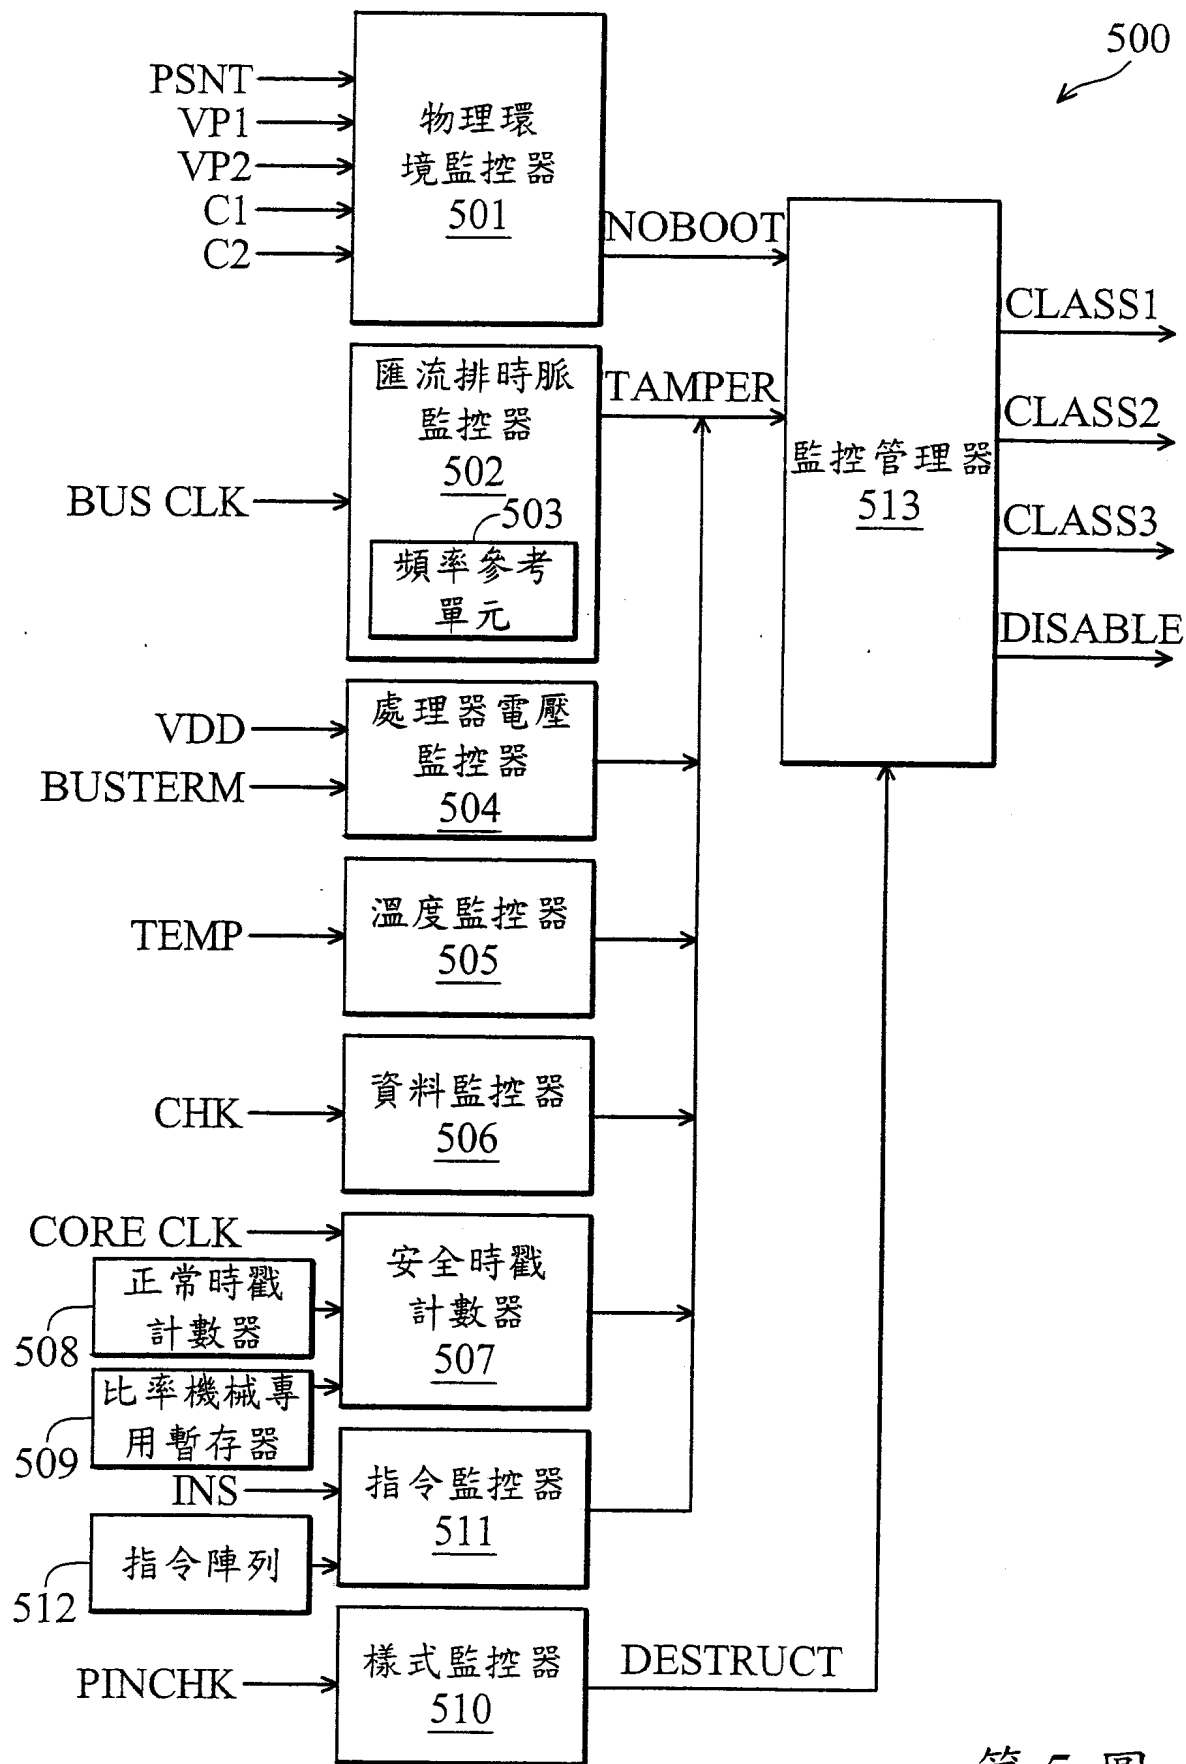 500
PSNT
VP1
VP2
C1
C2
物理環
境監控器
501
NOBOOT
匯流排時脈
監控器
502
503
頻率參考
單元
BUS CLK
TAMPER
監控管理器
513
CLASS1
CLASS2
CLASS3
DISABLE
VDD
BUSTERM
處理器電壓
監控器
504
TEMP
溫度監控器
505
CHK
資料監控器
506
CORE CLK
正常時戳
計數器
508
安全時戳
計數器
507
比率機械專
用暫存器
509
INS
指令監控器
511
指令陣列
512
PINCHK
樣式監控器
510
DESTRUCT
第 5 圖